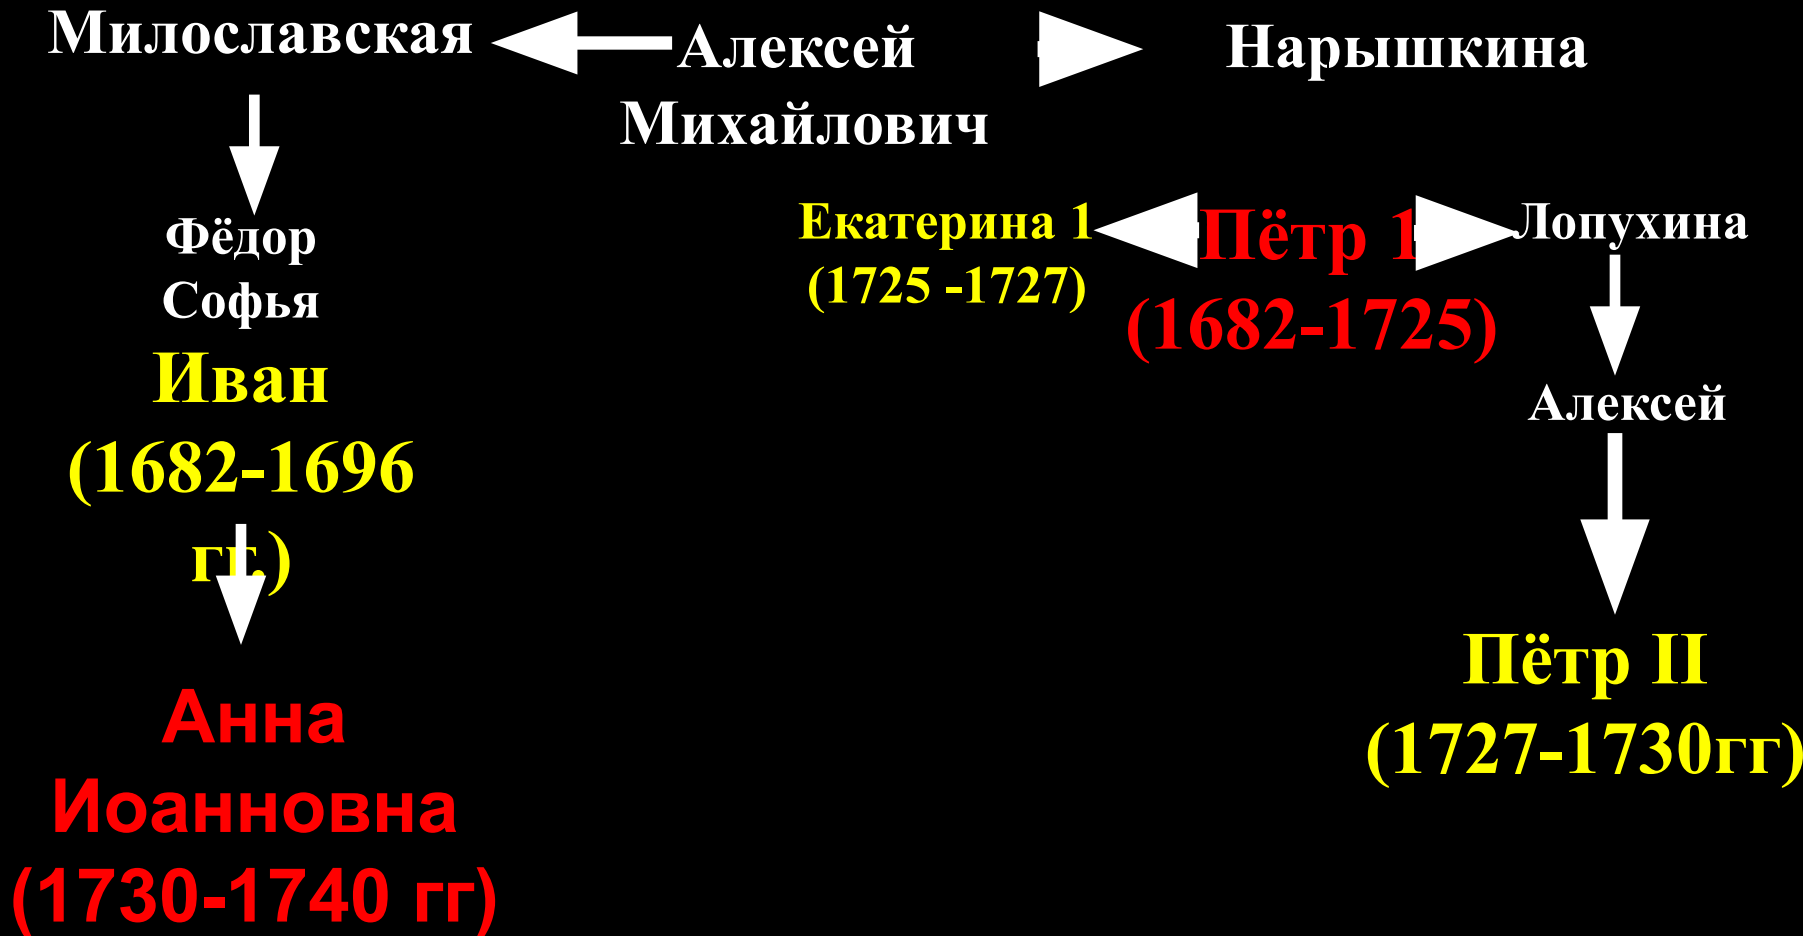 Милославская
Алексей
Михайлович
Нарышкина
Фёдор
Софья
Иван
(1682-1696
гг.)
Анна
Иоанновна
(1730-1740 гг)
Екатерина 1
(1725 -1727)
Пётр 1
(1682-1725)
Лопухина
Алексей
Пётр II
(1727-1730гг)